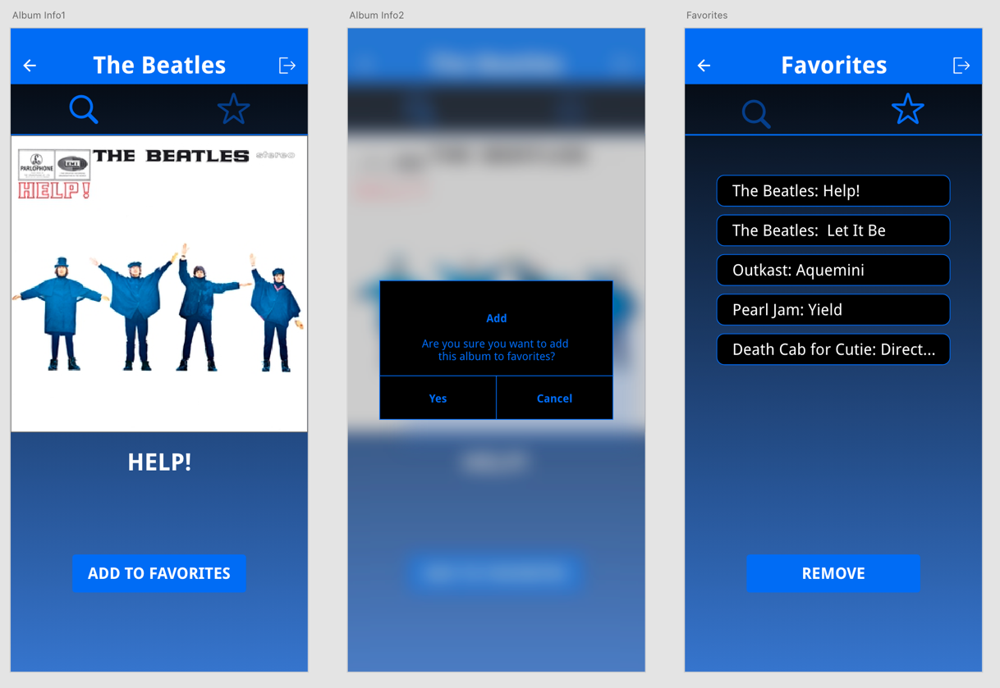 Album Info1
The Beatles
PARLOPHONE
EMI
THE BEATLES stereo
HELP!
HELP!
ADD TO FAVORITES
Album Info2
Add
Are you sure you want to add
this album to favorites?
Yes
Cancel
Favorites
Favorites
The Beatles: Help!
The Beatles:  Let It Be
Outkast: Aquemini
Pearl Jam: Yield
Death Cab for Cutie: Direct...
REMOVE